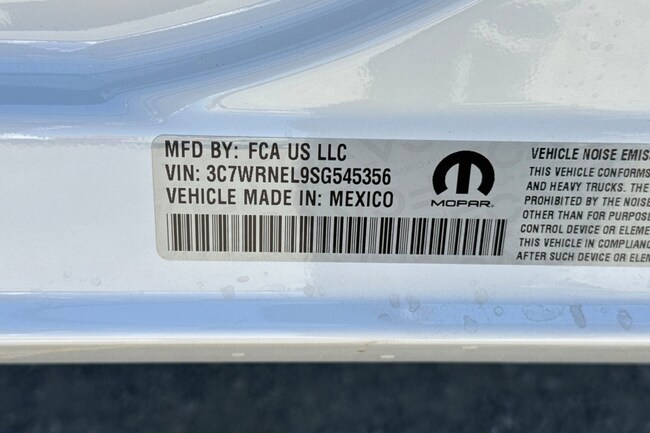 MFD BY: FCA US LLC
VIN: 3C7WRNEL9SG545356
VEHICLE MADE IN: MEXICO
MOPAR
VEHICLE NOISE EMIS
THIS VEHICLE CONFORMS
AND HEAVY TRUCKS. THE
PROHIBITED BY THE NOISE
OTHER THAN FOR PURPOSE
CONTROL DEVICE OR ELEME
THIS VEHICLE IN COMPLIANC
AFTER SUCH DEVICE OR ELEM